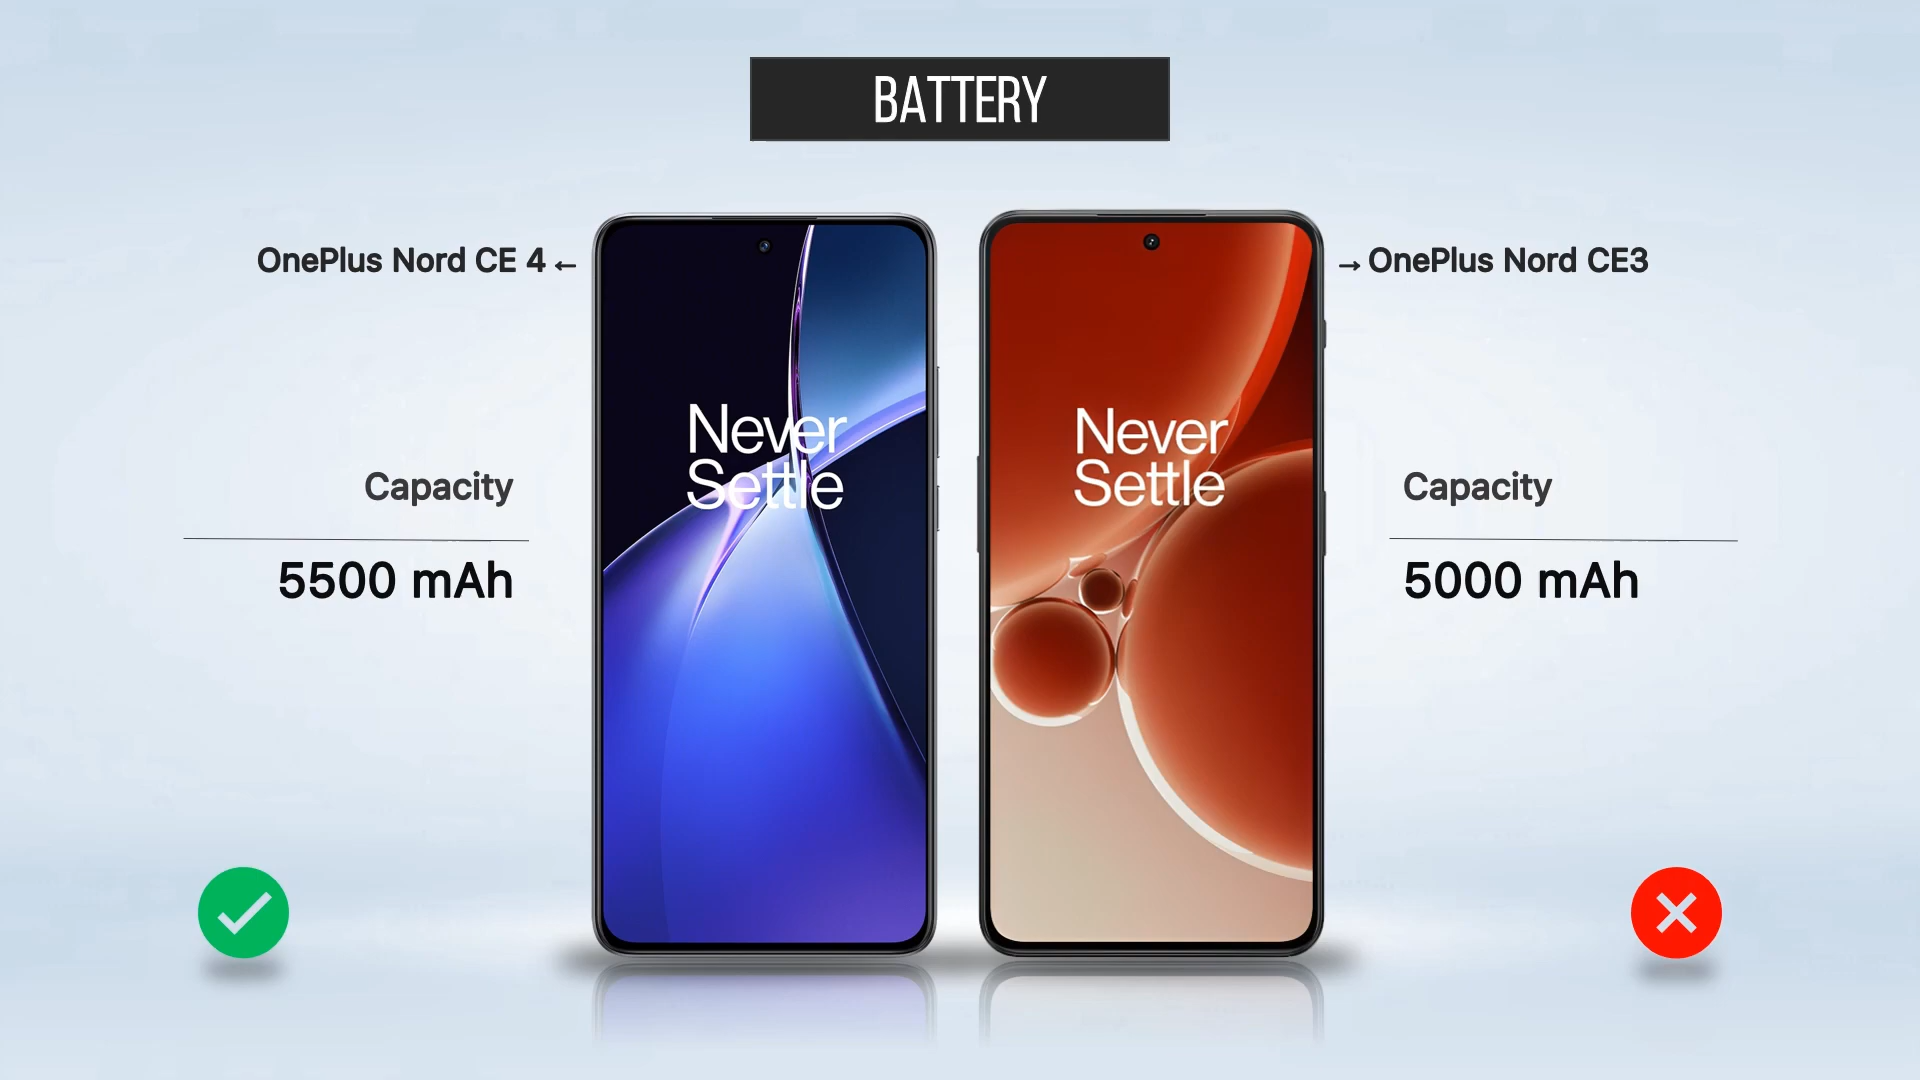 BATTERY
OnePlus Nord CE 4 ←
→ OnePlus Nord CE3
Never
Settle
Never
Settle
Capacity
5500 mAh
Capacity
5000 mAh